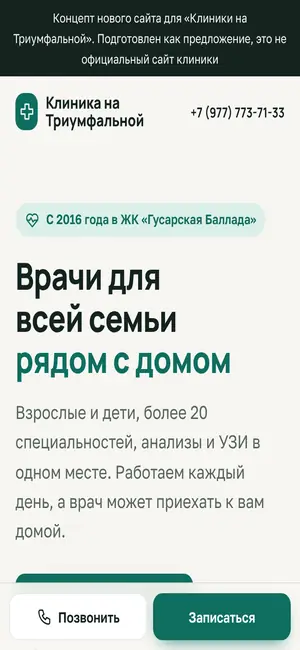 Концепт нового сайта для «Клиники на
Триумфальной». Подготовлен как предложение, это не
официальный сайт клиники
Клиника на
Триумфальной
+7 (977) 773-71-33
С 2016 года в ЖК «Гусарская Баллада»
Врачи для
всей семьи
рядом с домом
Взрослые и дети, более 20
специальностей, анализы и УЗИ в
одном месте. Работаем каждый
день, а врач может приехать к вам
домой.
Позвонить
Записаться